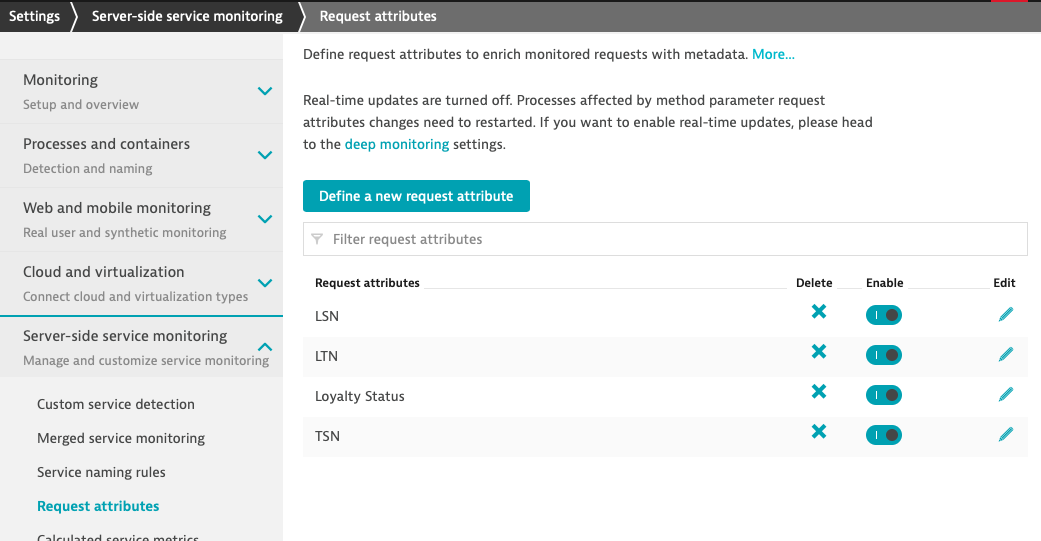 Settings Server-side service monitoring Request attributes
Monitoring
Setup and overview
Processes and containers
Detection and naming
Web and mobile monitoring
Real user and synthetic monitoring
Cloud and virtualization
Connect cloud and virtualization types
Server-side service monitoring
Manage and customize service monitoring
Custom service detection
Merged service monitoring
Service naming rules
Request attributes
Calculated service metrics
Define request attributes to enrich monitored requests with metadata. More...
Real-time updates are turned off. Processes affected by method parameter request
attributes changes need to restarted. If you want to enable real-time updates, please head
to the deep monitoring settings.
Define a new request attribute
Filter request attributes
Request attributes Delete Enable Edit
LSN
LTN
Loyalty Status
TSN